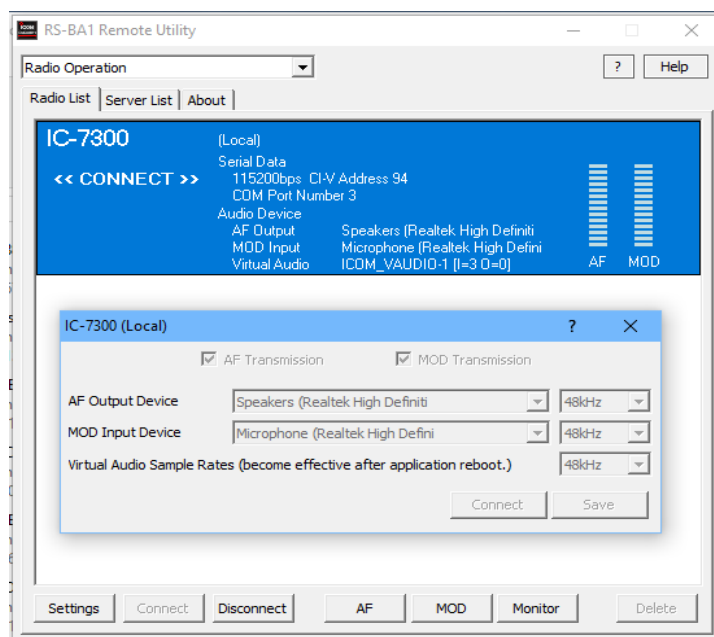 RS-BA1 Remote Utility
Radio Operation
? Help
Radio List Server List About
IC-7300 (Local)
Serial Data
<< CONNECT >> 115200bps CI-V Address 94
COM Port Number 3
Audio Device
AF Output Speakers (Realtek High Definiti
MOD Input Microphone (Realtek High Defini
Virtual Audio ICOM_VAUDIO-1 [I=3 O=0] AF MOD
IC-7300 (Local) ?
AF Transmission MOD Transmission
AF Output Device Speakers (Realtek High Definiti 48kHz
MOD Input Device Microphone (Realtek High Defini 48kHz
Virtual Audio Sample Rates (become effective after application reboot.) 48kHz
Connect Save
Settings Connect Disconnect AF MOD Monitor Delete